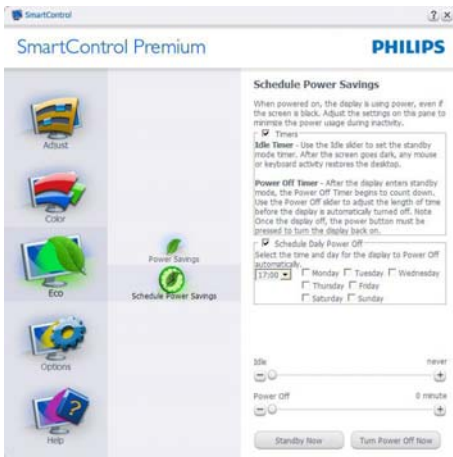 SmartControl
SmartControl Premium
PHILIPS
Adjust
Color
Eco
Options
Help
Power Savings
Schedule Power Savings
Schedule Power Savings
When powered on, the display is using power, even if
the screen is black. Adjust the settings on this pane to
minimize the power usage during inactivity.
Timers
Idle Timer - Use the Idle slider to set the standby
mode timer. After the screen goes dark, any mouse
or keyboard activity restores the desktop.
Power Off Timer - After the display enters standby
mode, the Power Off Timer begins to count down.
Use the Power Off slider to adjust the length of time
before the display is automatically turned off. Note
Once the display off, the power button must be
pressed to turn the display back on.
Schedule Daily Power Off
Select the time and day for the display to Power Off
automatically.
17:00 Monday Tuesday Wednesday
Thursday Friday
Saturday Sunday
Idle never
Power Off 0 minute
Standby Now Turn Power Off Now